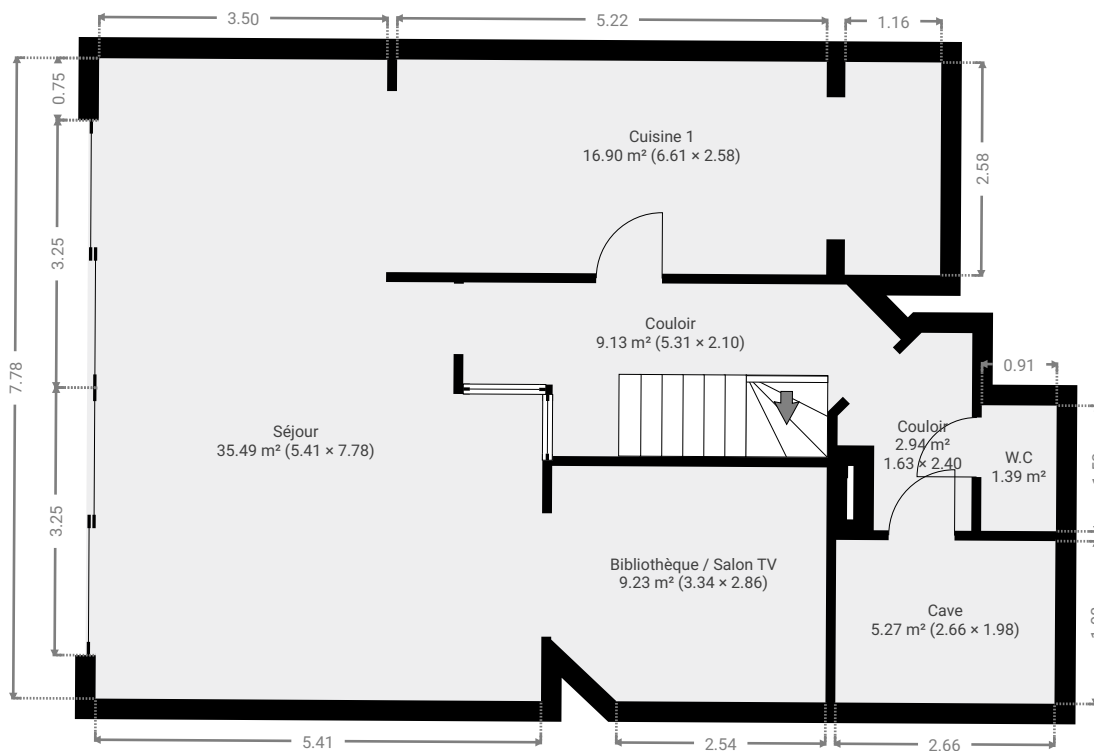 3.50
5.22
1.16
0.75
Cuisine 1
16.90 m² (6.61 × 2.58)
2.58
3.25
7.78
Couloir
9.13 m² (5.31 × 2.10)
0.91
Séjour
35.49 m² (5.41 × 7.78)
Couloir
2.94 m²
1.63 × 2.40
W.C
1.39 m²
3.25
Bibliothèque / Salon TV
9.23 m² (3.34 × 2.86)
Cave
5.27 m² (2.66 × 1.98)
5.41
2.54
2.66